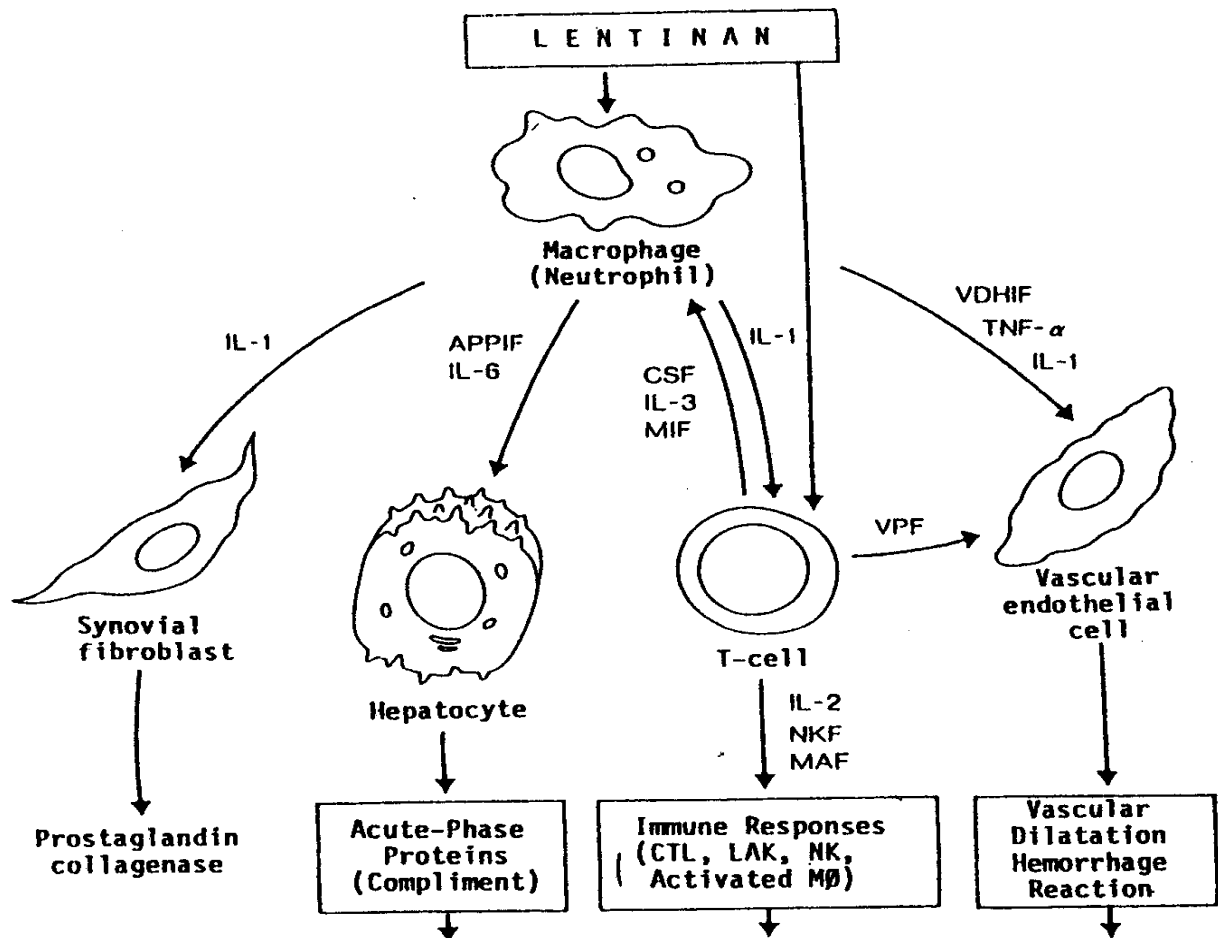 LENTINAN
Macrophage
(Neutrophil)
IL-1
APPIF
IL-6
CSF
IL-3
MIF
IL-1
VDHIF
TNF-α
IL-1
VPF
Synovial
fibroblast
Hepatocyte
T-cell
Vascular
endothelial
cell
IL-2
NKF
MAF
Prostaglandin
collagenase
Acute-Phase
Proteins
(Compliment)
Immune Responses
(CTL, LAK, NK,
Activated MØ)
Vascular
Dilatation
Hemorrhage
Reaction